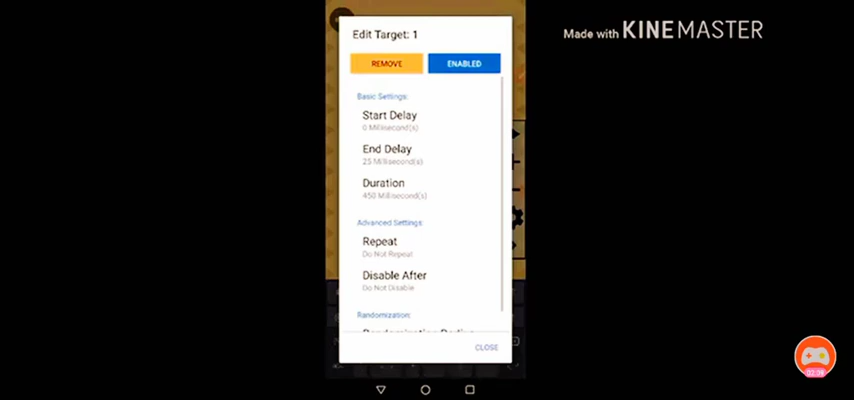 Made with KINEMASTER
Edit Target: 1
REMOVE
ENABLED
Basic Settings:
Start Delay
0 Millisecond(s)
End Delay
25 Millisecond(s)
Duration
450 Millisecond(s)
Advanced Settings:
Repeat
Do Not Repeat
Disable After
Do Not Disable
Randomization:
CLOSE